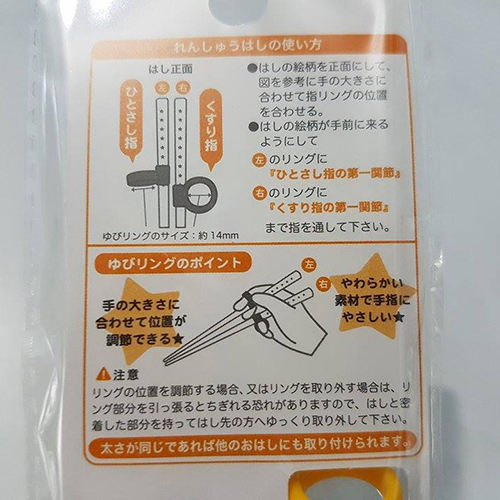 れんしゅうはしの使い方
はし正面
左 右
ひとさし指
くすり指
ゆびリングのサイズ：約14mm
●はしの絵柄を正面にして、
図を参考に手の大きさに
合わせて指リングの位置
を合わせる。
●はしの絵柄が手前に来る
ようにして
左のリングに
『ひとさし指の第一関節』
右のリングに
『くすり指の第一関節』
まで指を通して下さい。
ゆびリングのポイント
手の大きさに
合わせて位置が
調節できる★
左
右
やわらかい
素材で手指に
やさしい★
⚠注意
リングの位置を調節する場合、又はリングを取り外す場合は、リ
ング部分を引っ張るとちぎれる恐れがありますので、はしと密
着した部分を持ってはし先の方へゆっくり取り外して下さい。
太さが同じであれば他のおはしにも取り付けられます。